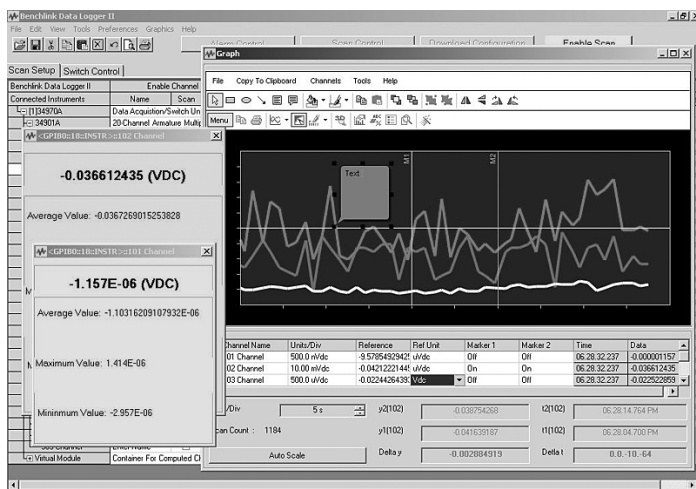 Benchlink Data Logger II
File Edit View Tools Preferences Graphics Help
Alarm Control Scan Control Download Configuration Enable Scan
Scan Setup Switch Control
Benchlink Data Logger II Enable Channel
Connected Instruments Name Scan
[1]34970A Data Acquistion/Switch Un
34901A 20-Channel Armature Multip
<GPIB0::10::INSTR>::102 Channel
-0.036612435 (VDC)
Average Value: -0.0367269015253828
<GPIB0::10::INSTR>::101 Channel
-1.157E-06 (VDC)
Average Value: -1.10316209107932E-06
Maximum Value: 1.414E-06
Mininmum Value: -2.957E-06
Virtual Module Container For Computed Ch
Graph
File Copy To Clipboard Channels Tools Help
Menu
Text
M1
M2
Channel Name Units/Div Reference Ref Unit Marker 1 Marker 2 Time Data
01 Channel 500.0 nVdc -9.5785492942 uVdc Off Off 06.28.32.237 -0.000001157
02 Channel 10.00 mVdc -0.0421222144 uVdc On On 06.28.32.237 -0.036612435
03 Channel 500.0 uVdc -0.022442643 Vdc Off Off 06.28.32.237 -0.022522859
/Div 5 s y2(102) -0.038754268 t2(102) 06.28.14.764 PM
can Count : 1184 y1(102) -0.041639187 t1(102) 06.28.04.700 PM
Auto Scale Delta y -0.002884919 Delta t 0.0.-10.-64